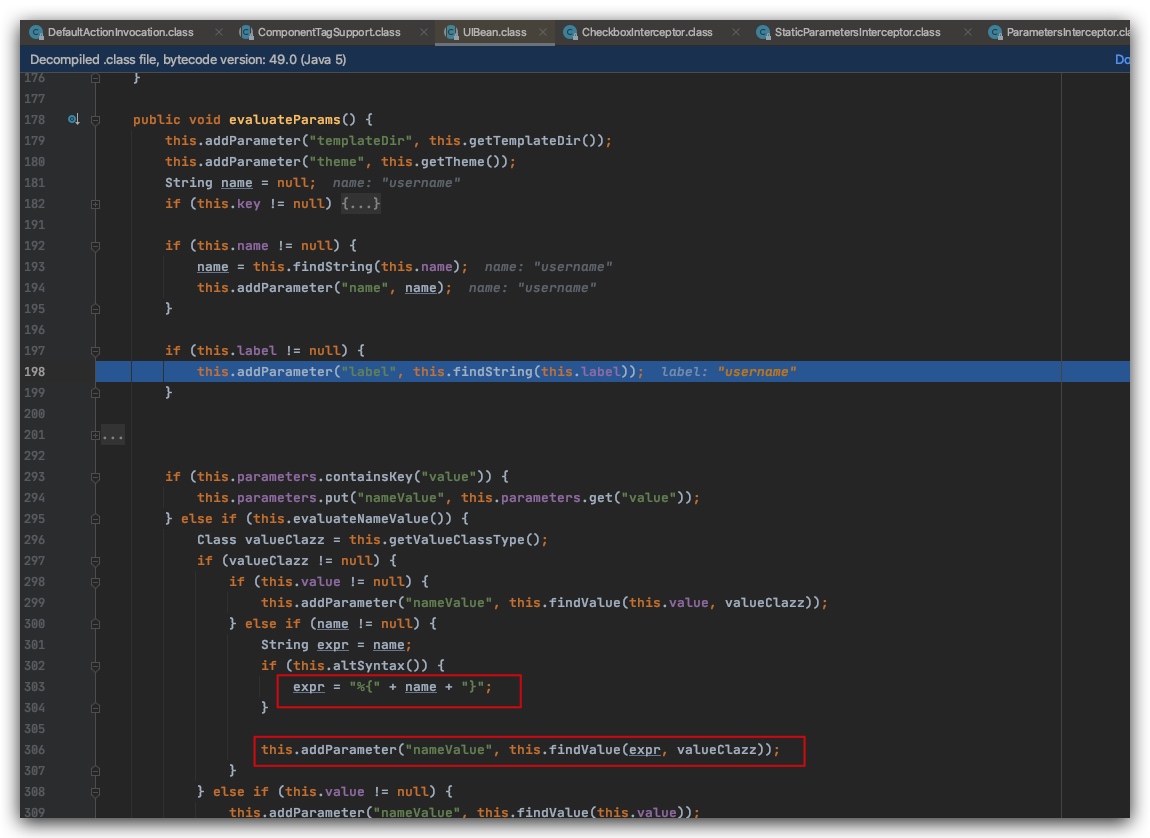 DefaultActionInvocation.class ComponentTagSupport.class UIBean.class CheckboxInterceptor.class StaticParametersInterceptor.class ParametersInterceptor.cla
Decompiled .class file, bytecode version: 49.0 (Java 5) Do
176 }
177
178 public void evaluateParams() {
179 this.addParameter("templateDir", this.getTemplateDir());
180 this.addParameter("theme", this.getTheme());
181 String name = null; name: "username"
182 if (this.key != null) {...}
191
192 if (this.name != null) {
193 name = this.findString(this.name); name: "username"
194 this.addParameter("name", name); name: "username"
195 }
196
197 if (this.label != null) {
198 this.addParameter("label", this.findString(this.label)); label: "username"
199 }
200
201 ...
292
293 if (this.parameters.containsKey("value")) {
294 this.parameters.put("nameValue", this.parameters.get("value"));
295 } else if (this.evaluateNameValue()) {
296 Class valueClazz = this.getValueClassType();
297 if (valueClazz != null) {
298 if (this.value != null) {
299 this.addParameter("nameValue", this.findValue(this.value, valueClazz));
300 } else if (name != null) {
301 String expr = name;
302 if (this.altSyntax()) {
303 expr = "%{" + name + "}";
304 }
305
306 this.addParameter("nameValue", this.findValue(expr, valueClazz));
307 }
308 } else if (this.value != null) {
309 this.addParameter("nameValue", this.findValue(this.value));